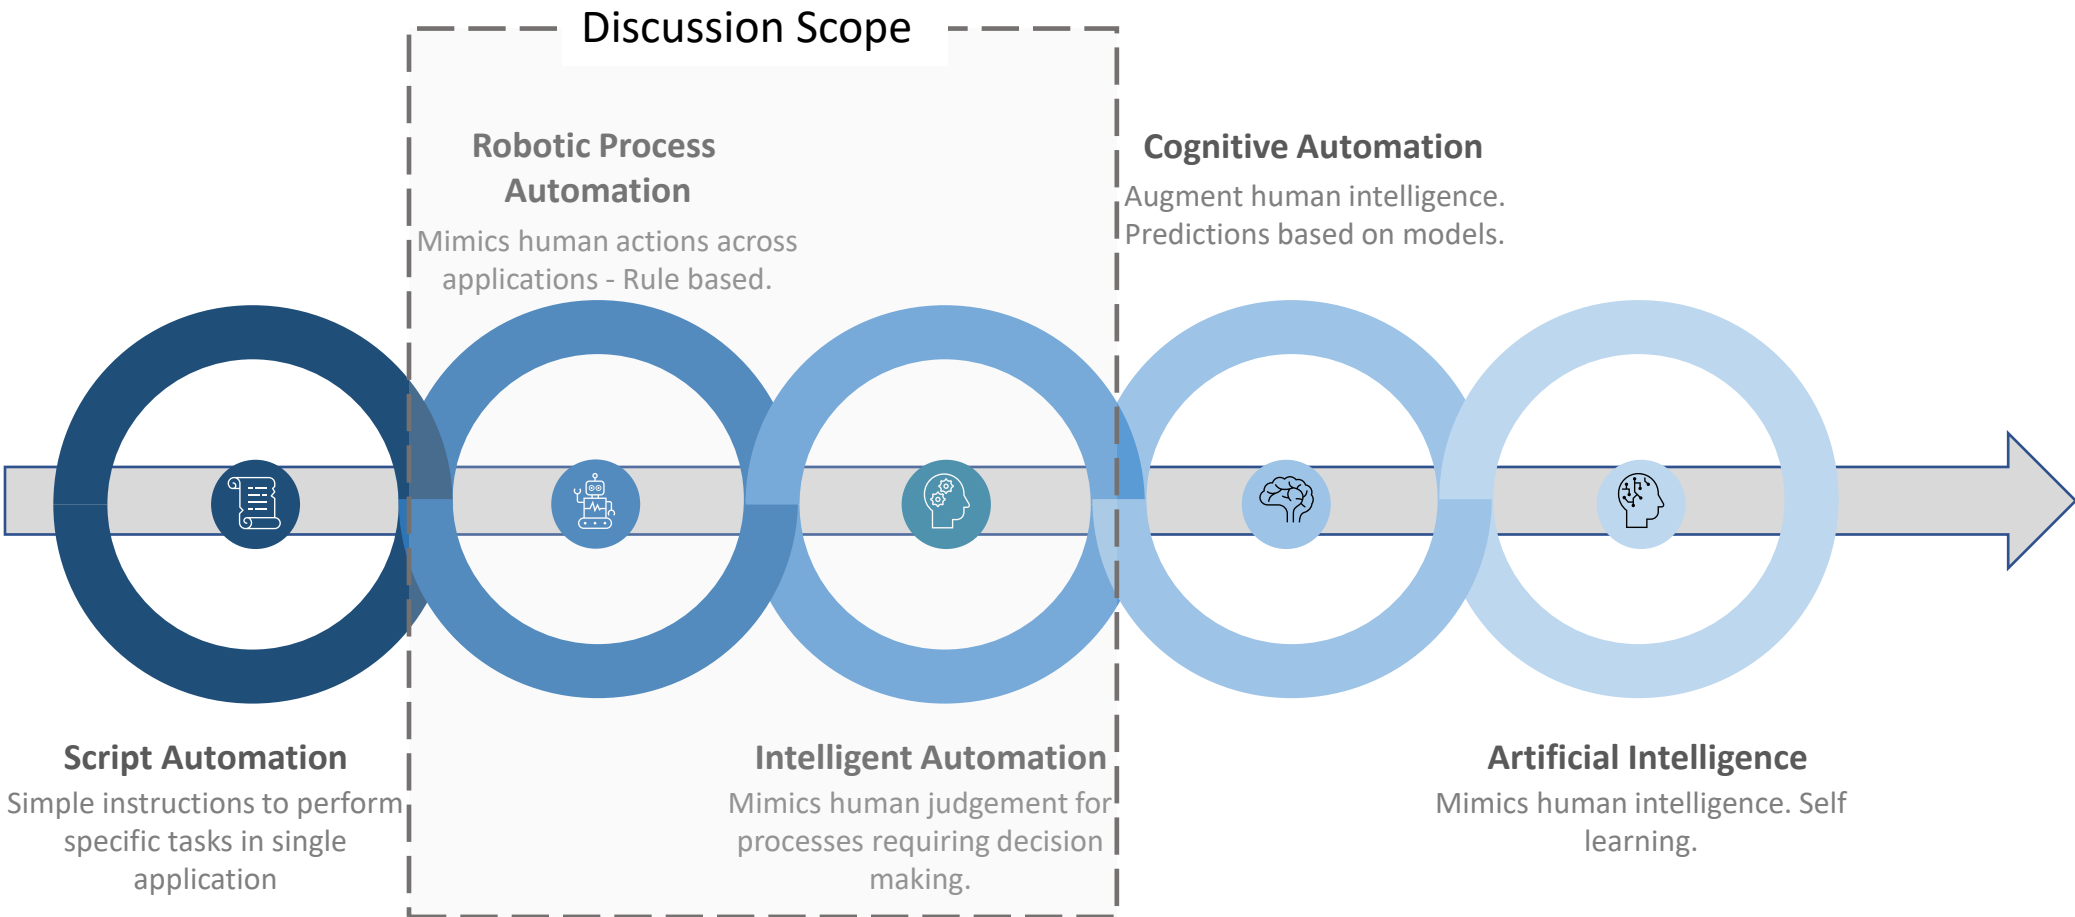 Discussion Scope
Robotic Process
Automation
Mimics human actions across
applications - Rule based.
Cognitive Automation
Augment human intelligence.
Predictions based on models.
Script Automation
Simple instructions to perform
specific tasks in single
application
Intelligent Automation
Mimics human judgement for
processes requiring decision
making.
Artificial Intelligence
Mimics human intelligence. Self
learning.